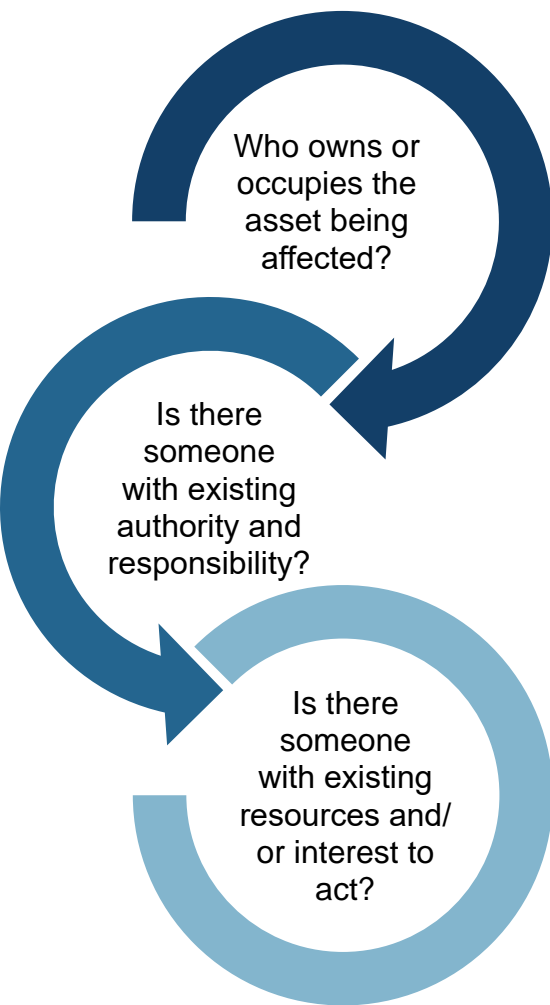 Who owns or
occupies the
asset being
affected?
Is there
someone
with existing
authority and
responsibility?
Is there
someone
with existing
resources and/
or interest to
act?